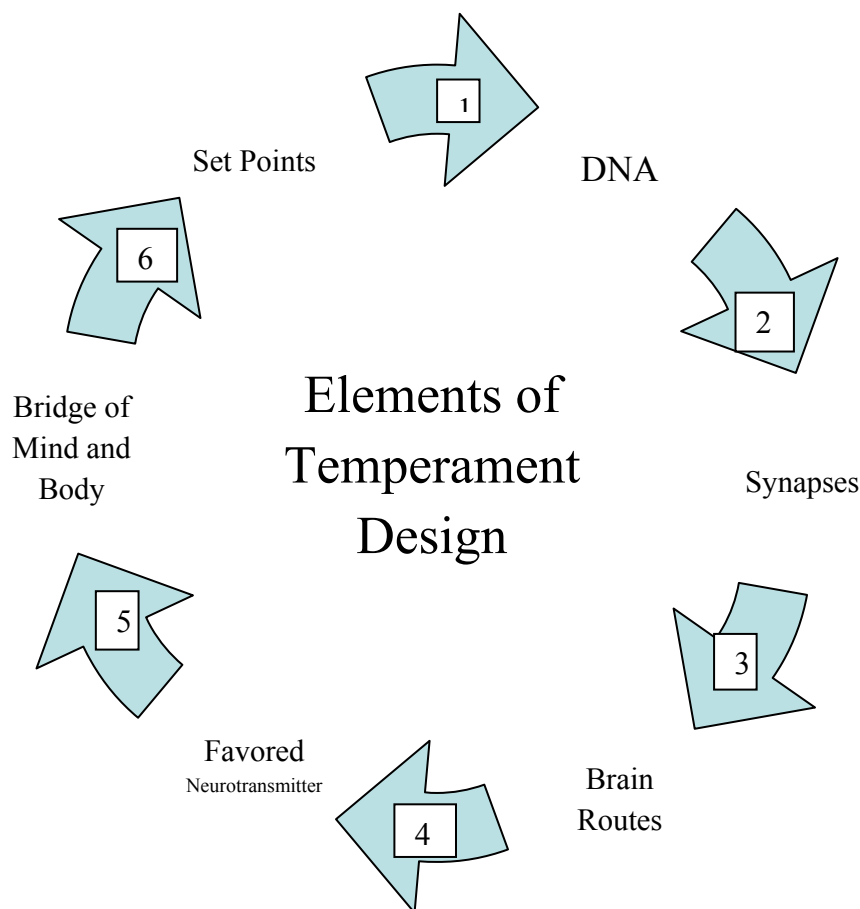 1
DNA
2
Synapses
3
Brain
Routes
4
Favored
Neurotransmitter
5
Bridge of
Mind and
Body
6
Set Points
Elements of
Temperament
Design